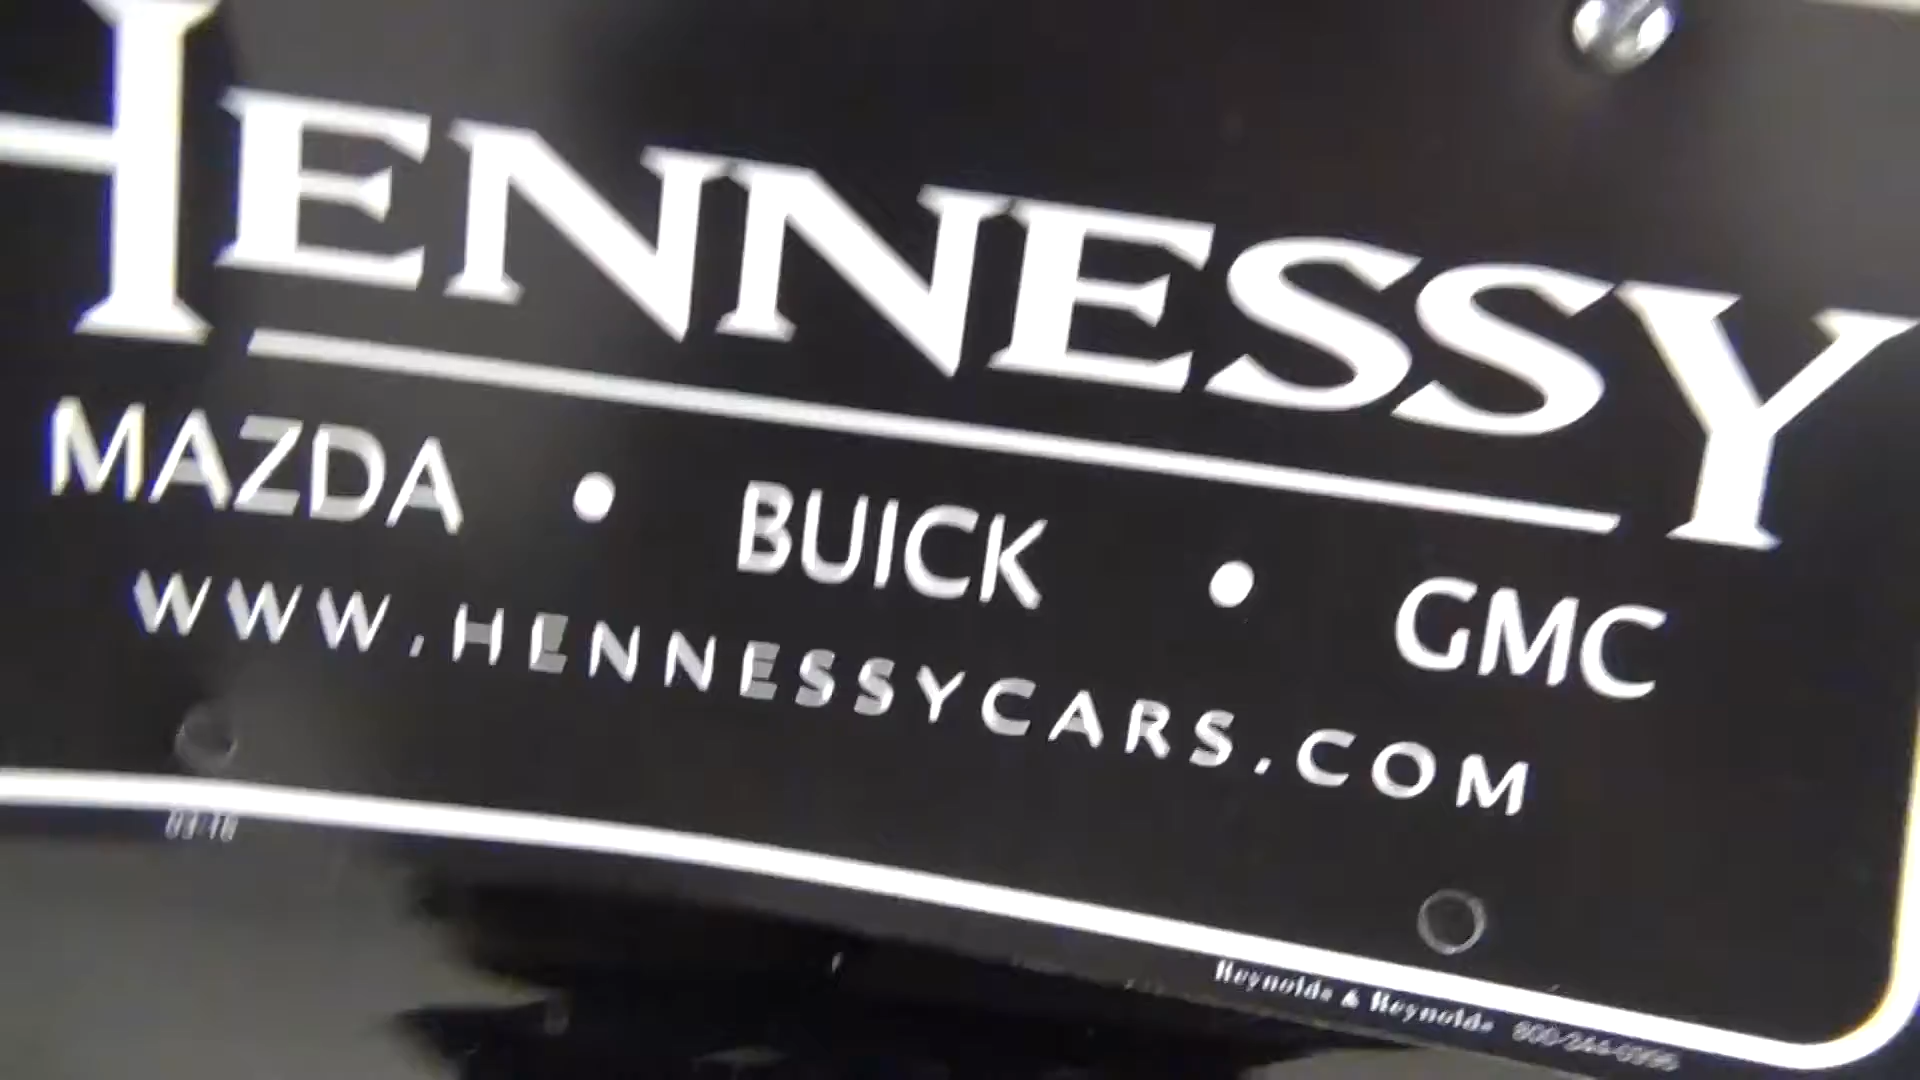 HENNESSY
MAZDA • BUICK • GMC
WWW.HENNESSYCARS.COM
Reynolds & Reynolds